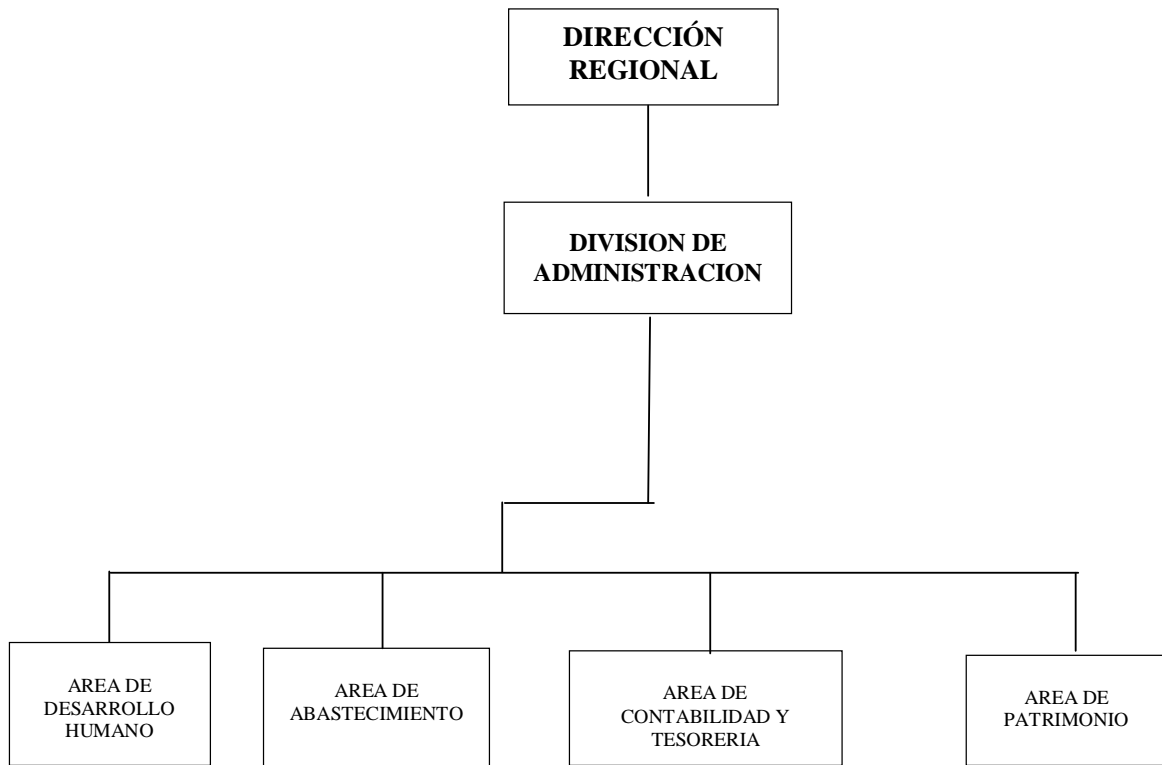 DIRECCIÓN
REGIONAL
DIVISION DE
ADMINISTRACION
AREA DE
DESARROLLO
HUMANO
AREA DE
ABASTECIMIENTO
AREA DE
CONTABILIDAD Y
TESORERIA
AREA DE
PATRIMONIO